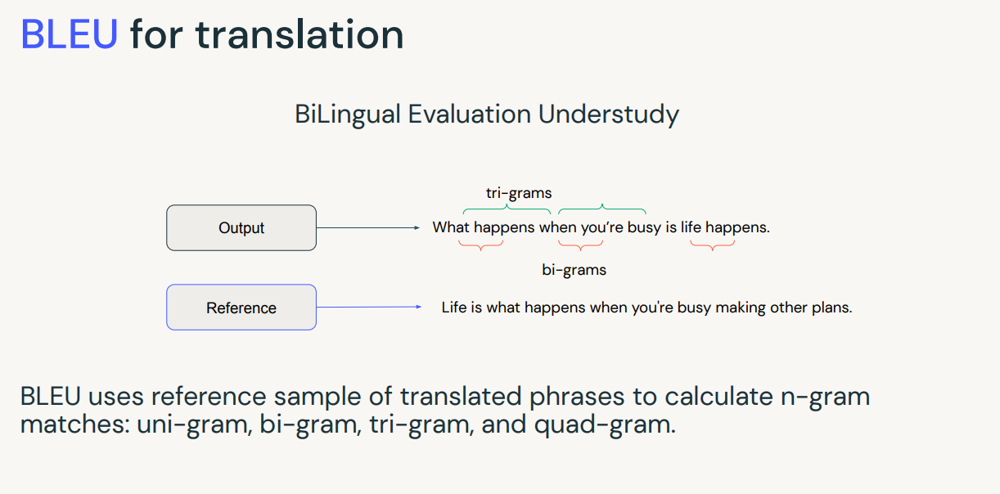 BLEU for translation
BiLingual Evaluation Understudy
tri-grams
Output
What happens when you’re busy is life happens.
bi-grams
Reference
Life is what happens when you're busy making other plans.
BLEU uses reference sample of translated phrases to calculate n-gram
matches: uni-gram, bi-gram, tri-gram, and quad-gram.